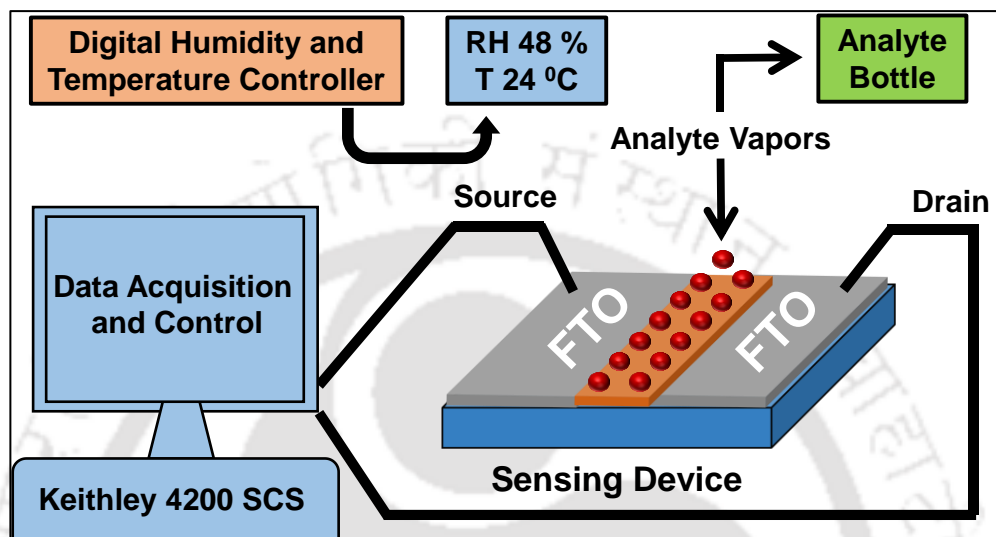 Digital Humidity and
Temperature Controller
RH 48 %
T 24 ⁰C
Analyte
Bottle
Analyte Vapors
Source
Drain
Data Acquisition
and Control
FTO
FTO
Sensing Device
Keithley 4200 SCS